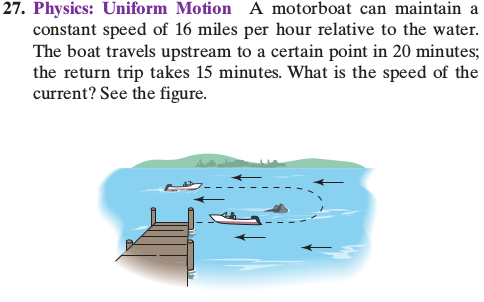 27. Physics: Uniform Motion A motorboat can maintain a
constant speed of 16 miles per hour relative to the water.
The boat travels upstream to a certain point in 20 minutes;
the return trip takes 15 minutes. What is the speed of the
current? See the figure.